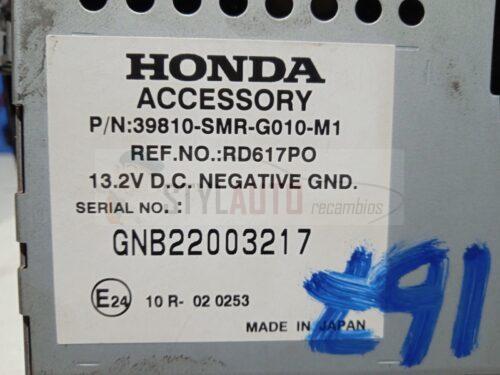 HONDA
ACCESSORY
P/N:39810-SMR-G010-M1
REF.NO.:RD617PO
13.2V D.C. NEGATIVE GND.
STYLAUTO
recambios
SERIAL NO. :
GNB22003217
E24 10 R- 02 0253
MADE IN JAPAN
291